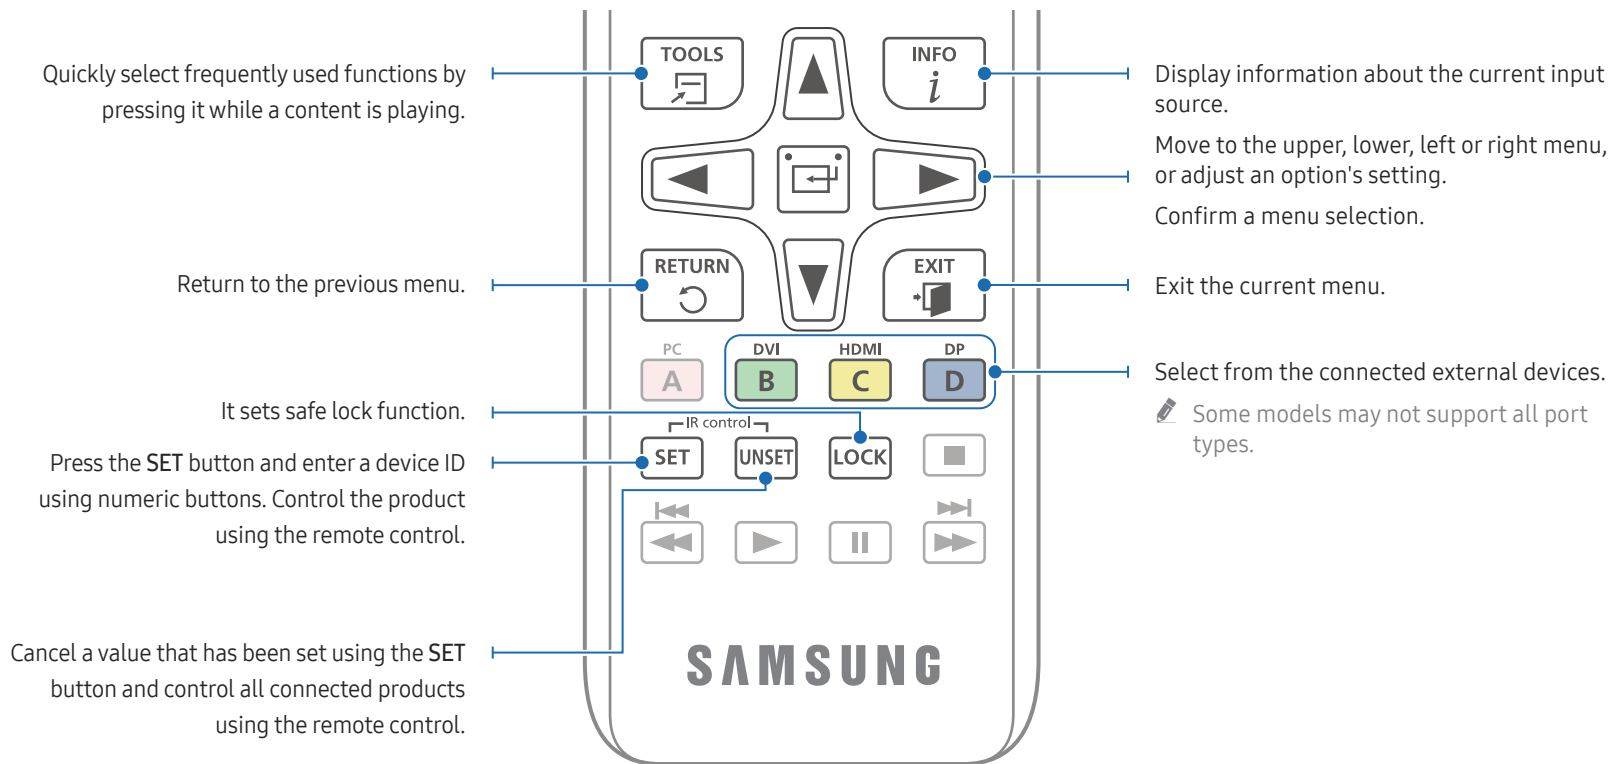 Quickly select frequently used functions by
pressing it while a content is playing.
Return to the previous menu.
It sets safe lock function.
Press the SET button and enter a device ID
using numeric buttons. Control the product
using the remote control.
Cancel a value that has been set using the SET
button and control all connected products
using the remote control.
TOOLS
INFO
i
RETURN
EXIT
PC
DVI
HDMI
DP
A
B
C
D
IR control
SET
UNSET
LOCK
SAMSUNG
Display information about the current input
source.
Move to the upper, lower, left or right menu,
or adjust an option's setting.
Confirm a menu selection.
Exit the current menu.
Select from the connected external devices.
Some models may not support all port
types.